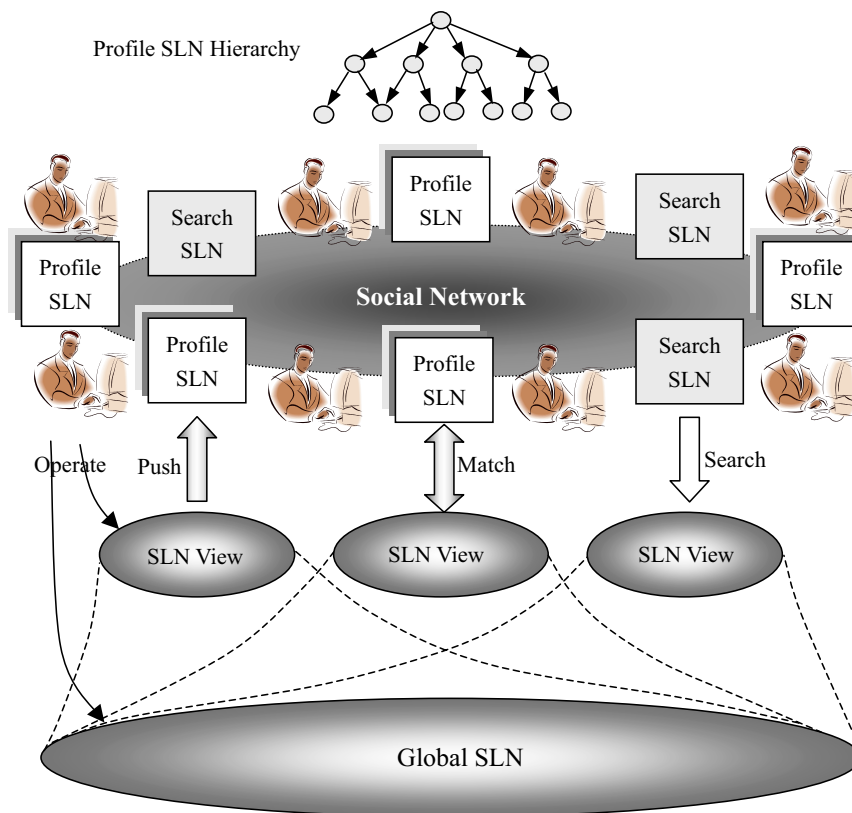 Profile SLN Hierarchy
Profile
SLN
Search
SLN
Search
SLN
Profile
SLN
Profile
SLN
Social Network
Profile
SLN
Profile
SLN
Search
SLN
Operate
Push
Match
Search
SLN View
SLN View
SLN View
Global SLN